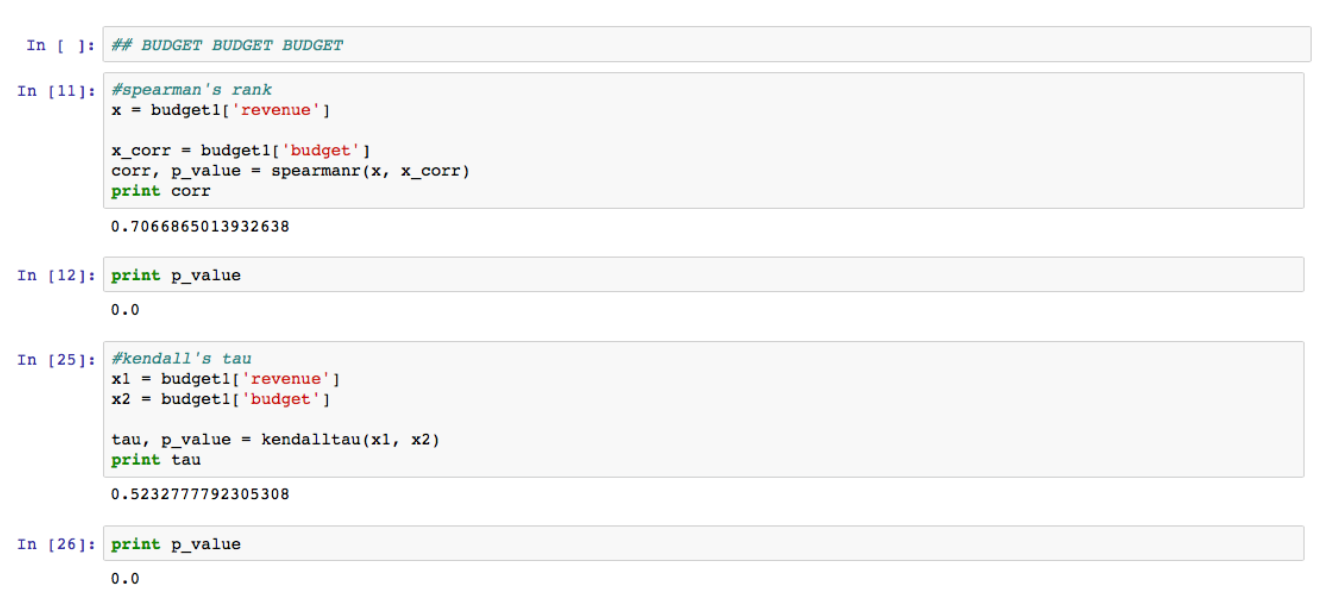 In [ ]: ## BUDGET BUDGET BUDGET
In [11]: #spearman's rank
x = budget1['revenue']
x_corr = budget1['budget']
corr, p_value = spearmanr(x, x_corr)
print corr
0.7066865013932638
In [12]: print p_value
0.0
In [25]: #kendall's tau
x1 = budget1['revenue']
x2 = budget1['budget']
tau, p_value = kendalltau(x1, x2)
print tau
0.5232777792305308
In [26]: print p_value
0.0